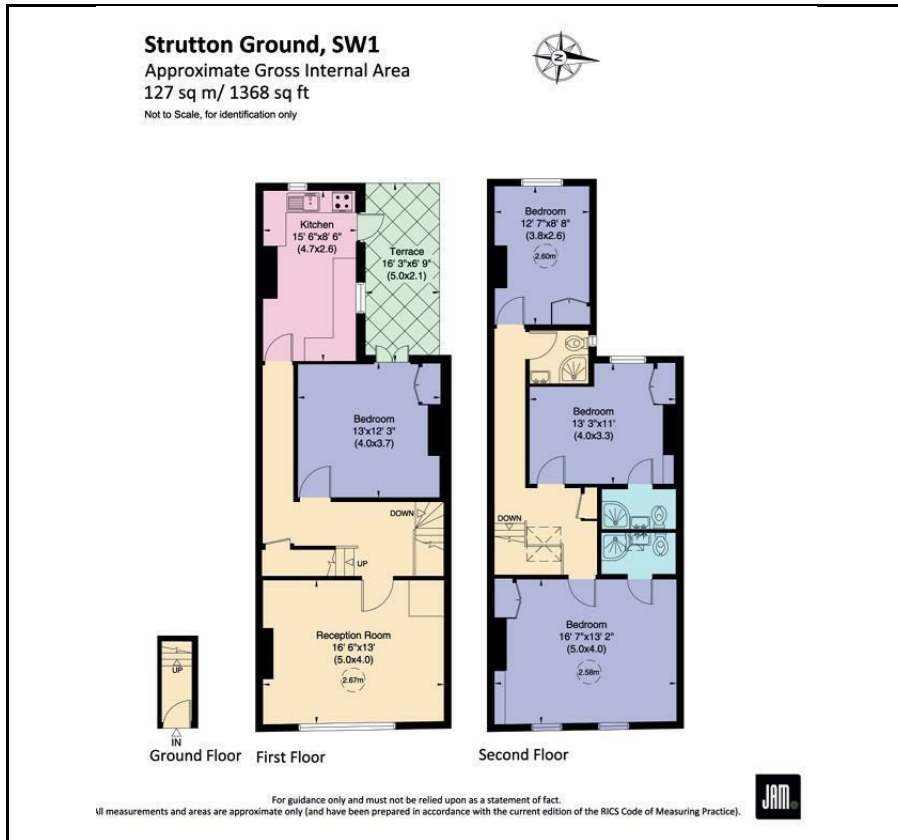 Strutton Ground, SW1
Approximate Gross Internal Area
127 sq m/ 1368 sq ft
Not to Scale, for identification only
N
Kitchen
15' 6"x8' 6"
(4.7x2.6)
Terrace
16' 3"x6' 9"
(5.0x2.1)
Bedroom
13'x12' 3"
(4.0x3.7)
DOWN
UP
Reception Room
16' 6"x13'
(5.0x4.0)
2.67m
Bedroom
12' 7"x8' 8"
(3.8x2.6)
2.60m
Bedroom
13' 3"x11'
(4.0x3.3)
DOWN
Bedroom
16' 7"x13' 2"
(5.0x4.0)
2.58m
UP
IN
Ground Floor
First Floor
Second Floor
For guidance only and must not be relied upon as a statement of fact.
ll measurements and areas are approximate only (and have been prepared in accordance with the current edition of the RICS Code of Measuring Practice).
JAM.